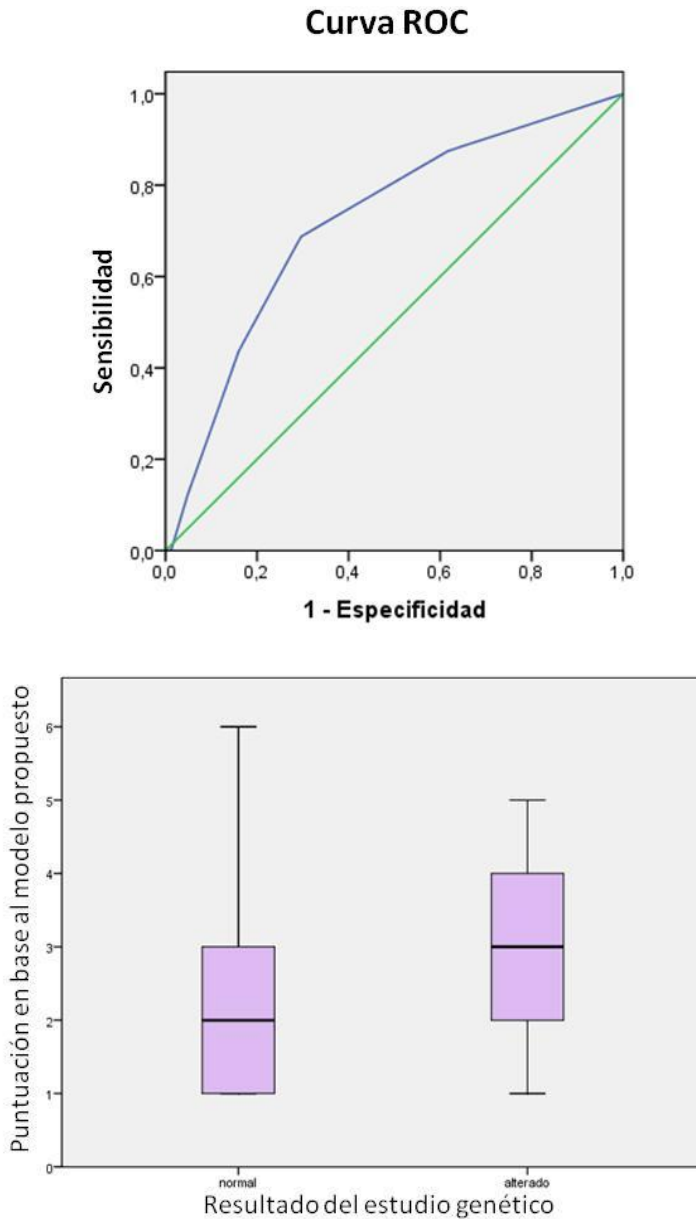 Curva ROC
1,0
0,8
0,6
0,4
0,2
0,0
Sensibilidad
0,0 0,2 0,4 0,6 0,8 1,0
1 - Especificidad
Puntuación en base al modelo propuesto
6
5
4
3
2
1
0
normal alterado
Resultado del estudio genético